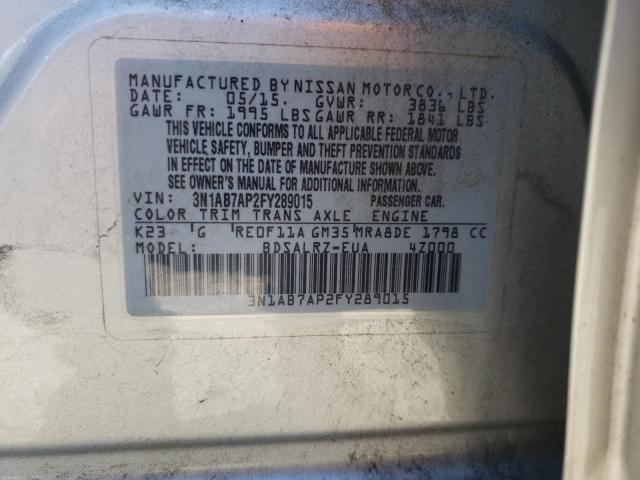 MANUFACTURED BY NISSAN MOTOR CO., LTD.
DATE: 05/15. GVWR: 3836 LBS
GAWR FR: 1995 LBS GAWR RR: 1841 LBS
THIS VEHICLE CONFORMS TO ALL APPLICABLE FEDERAL MOTOR
VEHICLE SAFETY, BUMPER AND THEFT PREVENTION STANDARDS
IN EFFECT ON THE DATE OF MANUFACTURE SHOWN ABOVE.
SEE OWNER'S MANUAL FOR ADDITIONAL INFORMATION.
VIN: 3N1AB7AP2FY289015 PASSENGER CAR.
COLOR TRIM TRANS AXLE ENGINE
K23 G RE0F11A GM35 MRA8DE 1798 CC
BDSALRZ-EUA 4Z000
3N1AB7AP2FY289015